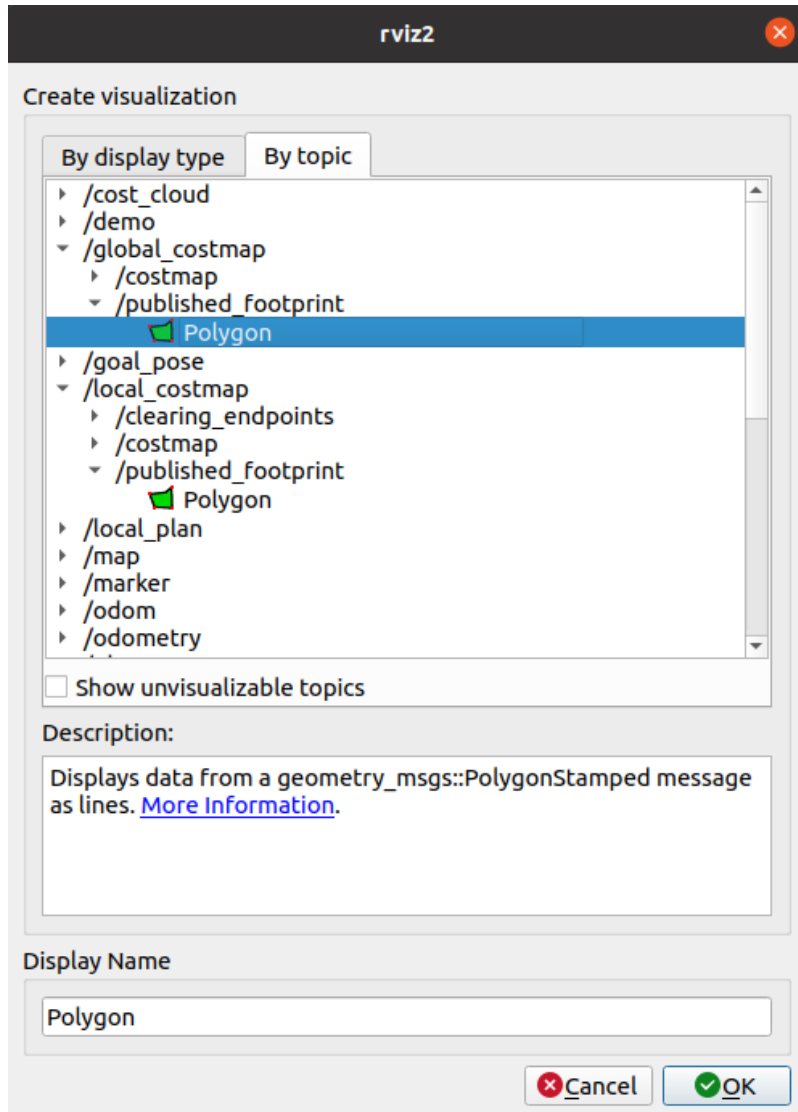 rviz2
Create visualization
By display type
By topic
/cost_cloud
/demo
/global_costmap
/costmap
/published_footprint
Polygon
/goal_pose
/local_costmap
/clearing_endpoints
/costmap
/published_footprint
Polygon
/local_plan
/map
/marker
/odom
/odometry
Show unvisualizable topics
Description:
Displays data from a geometry_msgs::PolygonStamped message
as lines. More Information.
Display Name
Polygon
Cancel
OK